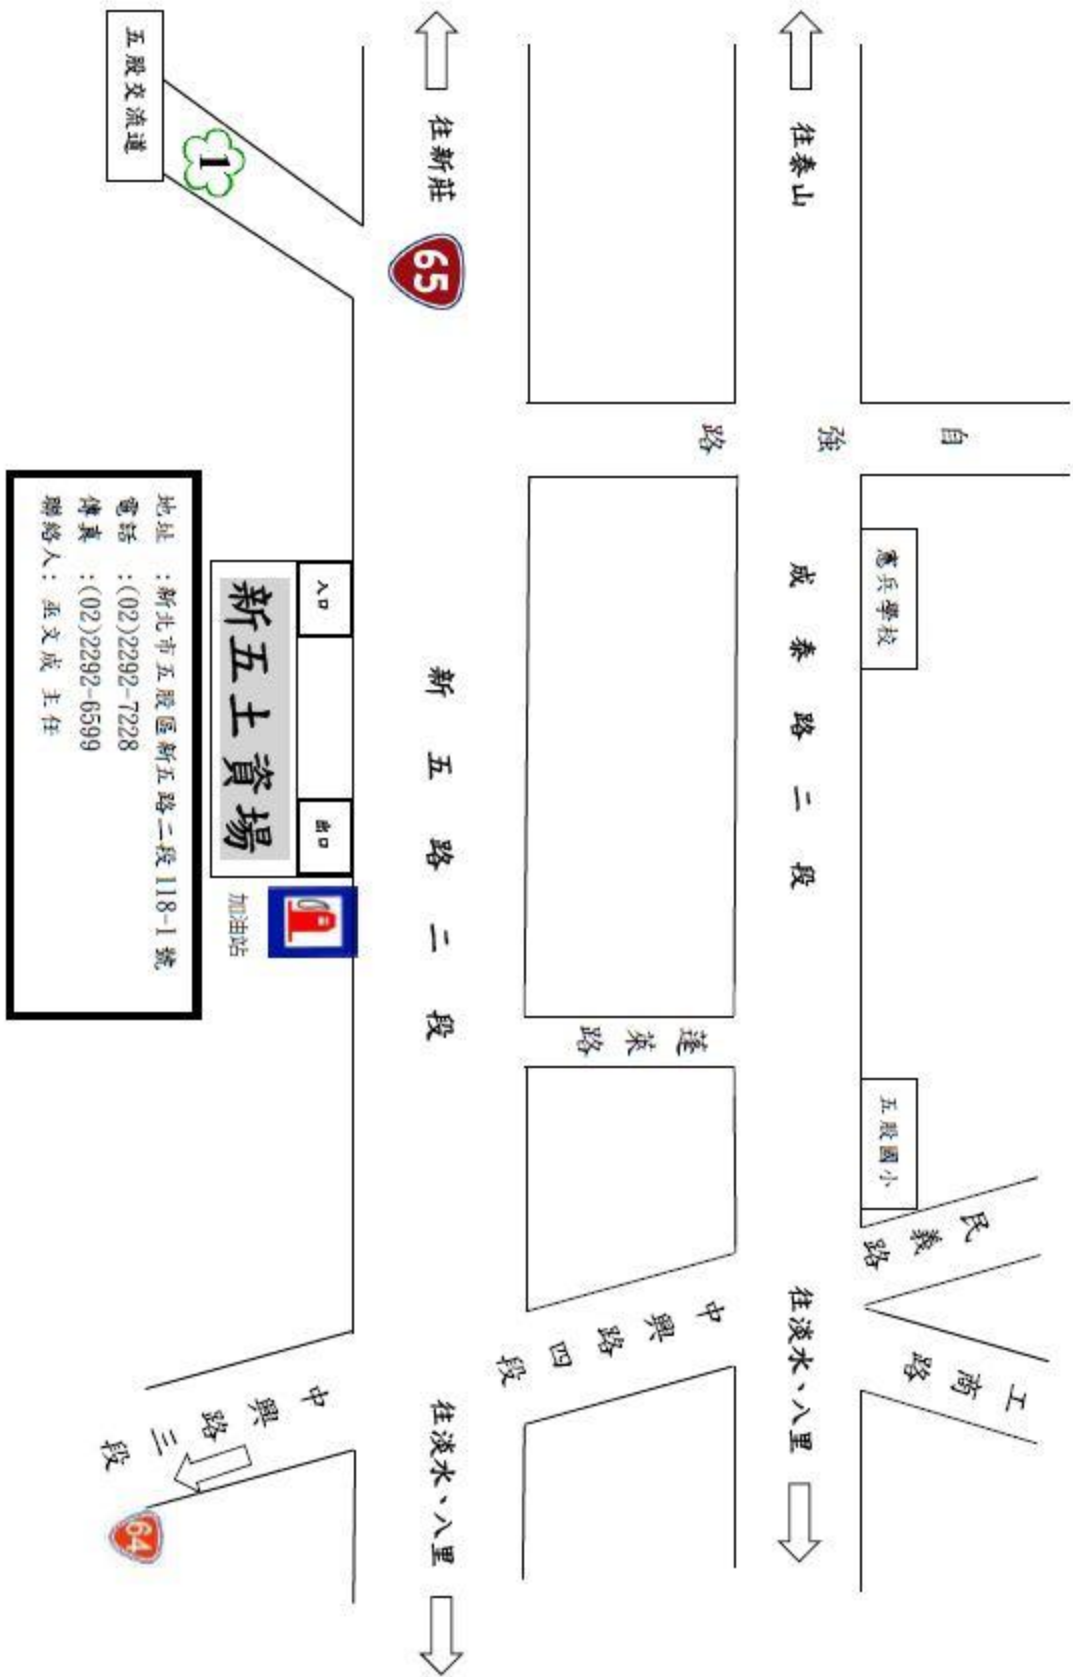 往泰山
往新莊
65
1
五股交流道
自強路
憲兵學校
成泰路二段
五股國小
民義路
工商路
往淡水、八里
蓬萊路
中興路四段
新五路二段
往淡水、八里
中興路三段
64
入口
出口
新五土資場
加油站
地址 :新北市五股區新五路二段118-1號
電話 :(02)2292-7228
傳真 :(02)2292-6599
聯絡人: 巫文成 主任